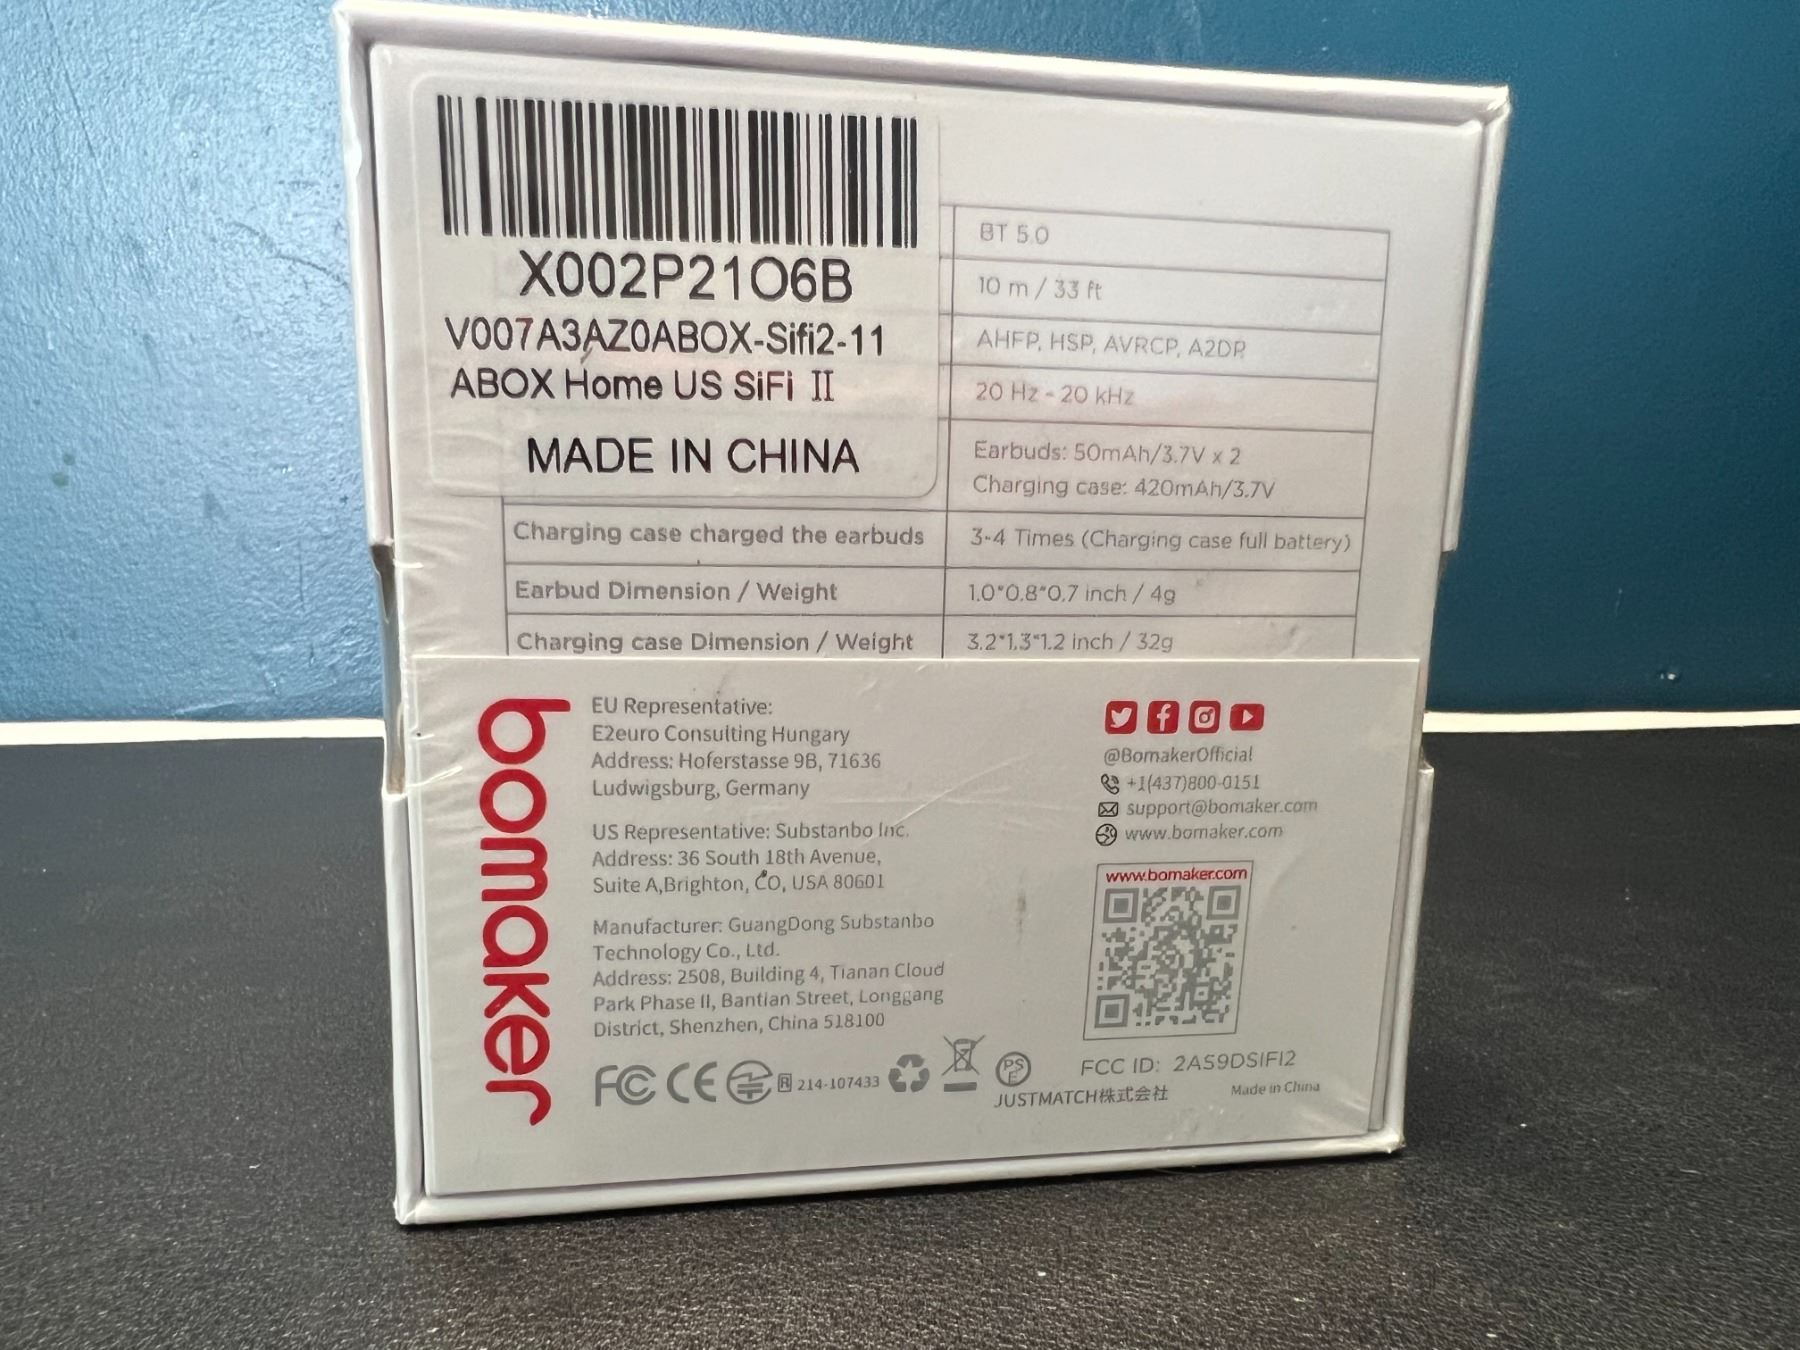 X002P21O6B
V007A3AZ0ABOX-Sifi2-11
ABOX Home US SiFi II
MADE IN CHINA
BT 5.0
10 m / 33 ft
AHFP, HSP, AVRCP, A2DP
20 Hz - 20 kHz
Earbuds: 50mAh/3.7V x 2
Charging case: 420mAh/3.7V
Charging case charged the earbuds 3-4 Times (Charging case full battery)
Earbud Dimension / Weight 1.0*0.8*0.7 inch / 4g
Charging case Dimension / Weight 3.2*1.3*1.2 inch / 32g
bomaker
EU Representative:
E2euro Consulting Hungary
Address: Hoferstasse 9B, 71636
Ludwigsburg, Germany
US Representative: Substanbo Inc.
Address: 36 South 18th Avenue,
Suite A,Brighton, CO, USA 80601
Manufacturer: GuangDong Substanbo
Technology Co., Ltd.
Address: 2508, Building 4, Tianan Cloud
Park Phase II, Bantian Street, Longgang
District, Shenzhen, China 518100
@BomakerOfficial
+1(437)800-0151
support@bomaker.com
www.bomaker.com
www.bomaker.com
FCC ID: 2AS9DSIFI2
Made in China
FC CE R 214-107433
PSE
JUSTMATCH株式会社